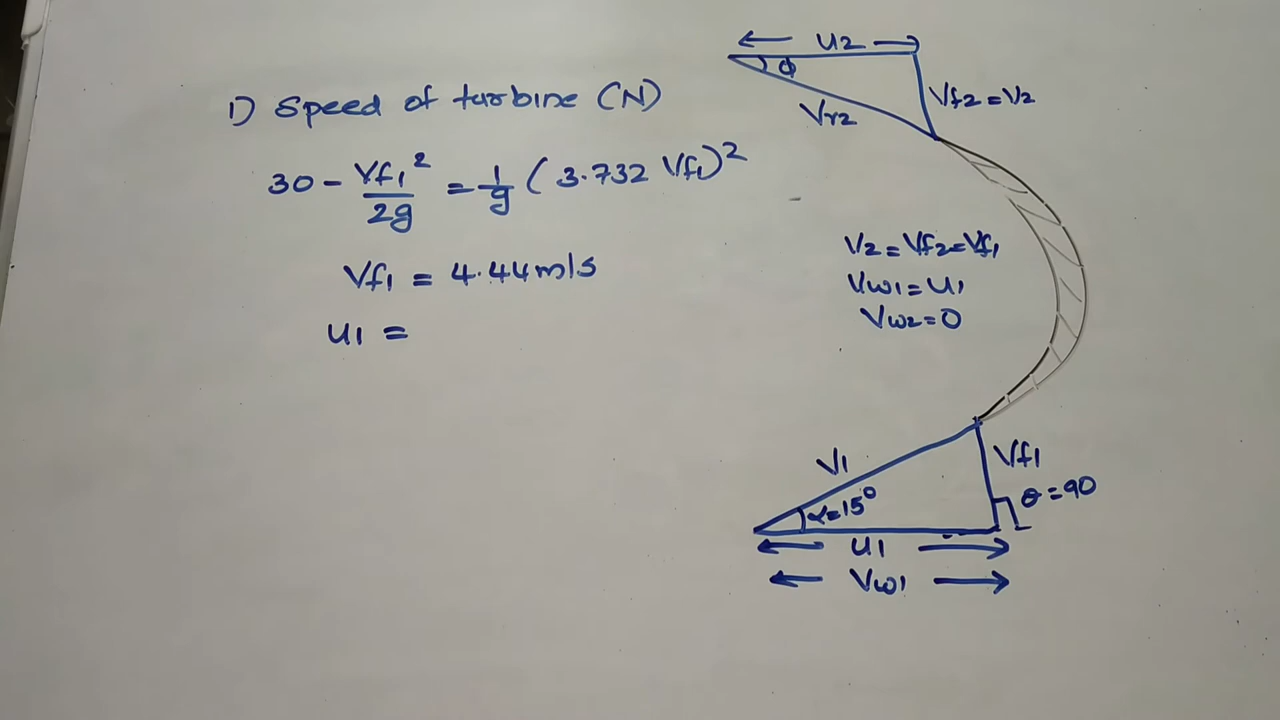 1) Speed of turbine (N)
30 - Vf1² / 2g = 1/g (3.732 Vf1)²
Vf1 = 4.44 m/s
u1 =
u2
ϕ
Vr2
Vf2 = V2
V2 = Vf2 = Vf1
Vw1 = u1
Vw2 = 0
V1
Vf1
α=15°
θ = 90
u1
Vw1